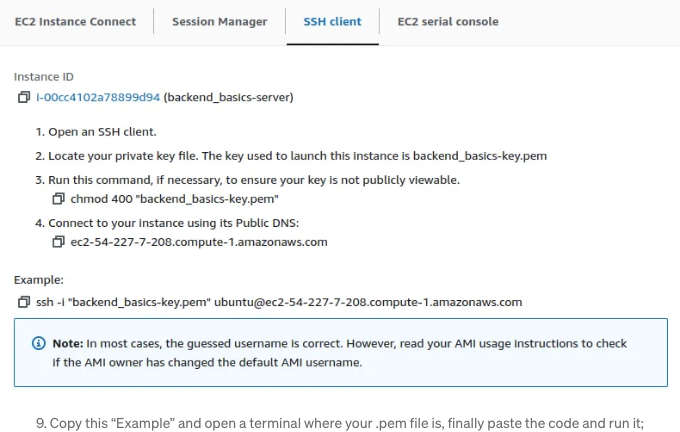 EC2 Instance Connect Session Manager SSH client EC2 serial console
Instance ID
i-00cc4102a78899d94 (backend_basics-server)
1. Open an SSH client.
2. Locate your private key file. The key used to launch this instance is backend_basics-key.pem
3. Run this command, if necessary, to ensure your key is not publicly viewable.
chmod 400 "backend_basics-key.pem"
4. Connect to your instance using its Public DNS:
ec2-54-227-7-208.compute-1.amazonaws.com
Example:
ssh -i "backend_basics-key.pem" ubuntu@ec2-54-227-7-208.compute-1.amazonaws.com
Note: In most cases, the guessed username is correct. However, read your AMI usage instructions to check
if the AMI owner has changed the default AMI username.
9. Copy this “Example” and open a terminal where your .pem file is, finally paste the code and run it;